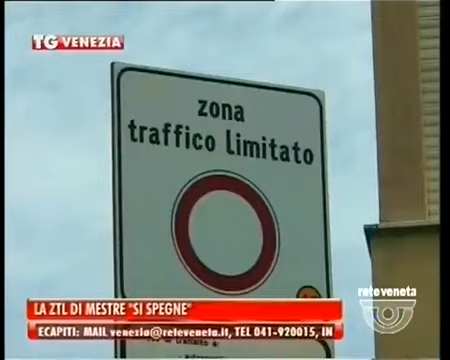 TG VENEZIA
zona
traffico limitato
LA ZTL DI MESTRE "SI SPEGNE"
reteveneta
ECAPITI: MAIL venezia@reteveneta.it, TEL 041-920015, IN